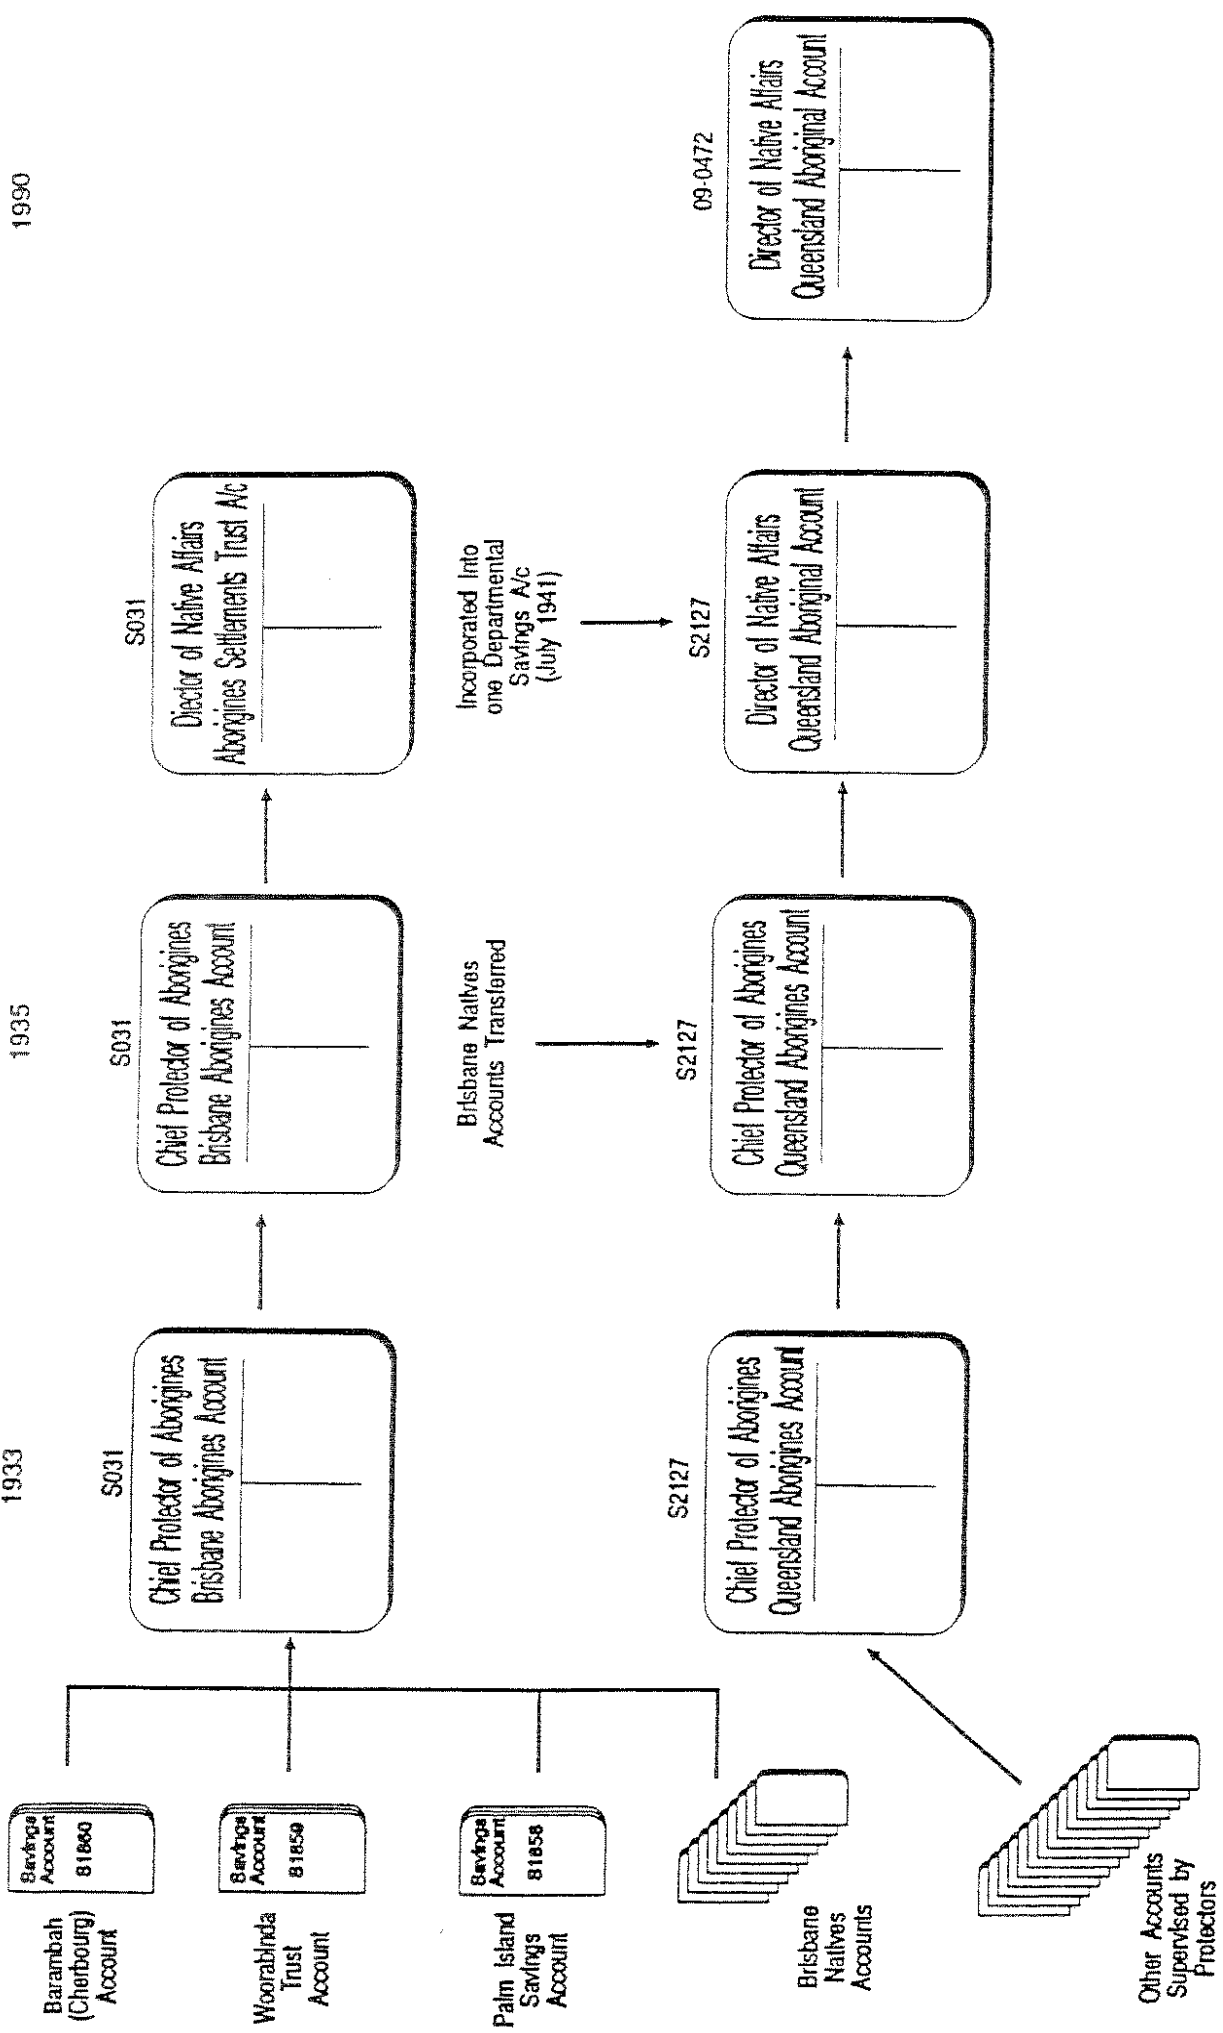 1933
1935
1990
Barambah
(Cherbourg)
Account
Savings
Account
81860
Woorabinda
Trust
Account
Savings
Account
81859
Palm Island
Savings
Account
Savings
Account
81858
Brisbane
Natives
Accounts
Other Accounts
Supervised by
Protectors
S031
Chief Protector of Aborigines
Brisbane Aborigines Account
S031
Chief Protector of Aborigines
Brisbane Aborigines Account
S031
Diector of Native Affairs
Aborigines Settlements Trust A/c
Brisbane Natives
Accounts Transferred
Incorporated Into
one Departmental
Savings A/c
(July 1941)
S2127
Chief Protector of Aborigines
Queensland Aborigines Account
S2127
Chief Protector of Aborigines
Queensland Aborigines Account
S2127
Director of Native Affairs
Queensland Aboriginal Account
09-0472
Director of Native Affairs
Queensland Aboriginal Account